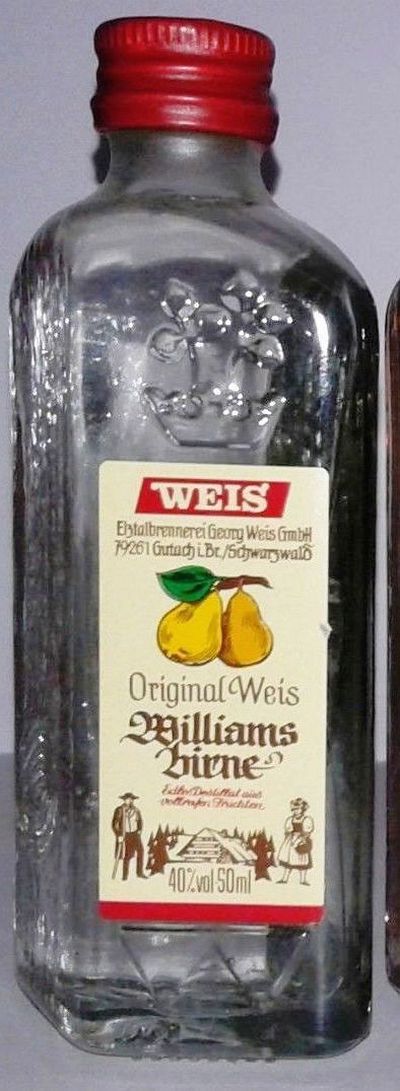 WEIS
Elztalbrennerei Georg Weis GmbH
79261 Gutach i. Br./Schwarzwald
Original Weis
Williams
birne
Edles Destillat aus
vollreifen Früchten
40%vol 50ml